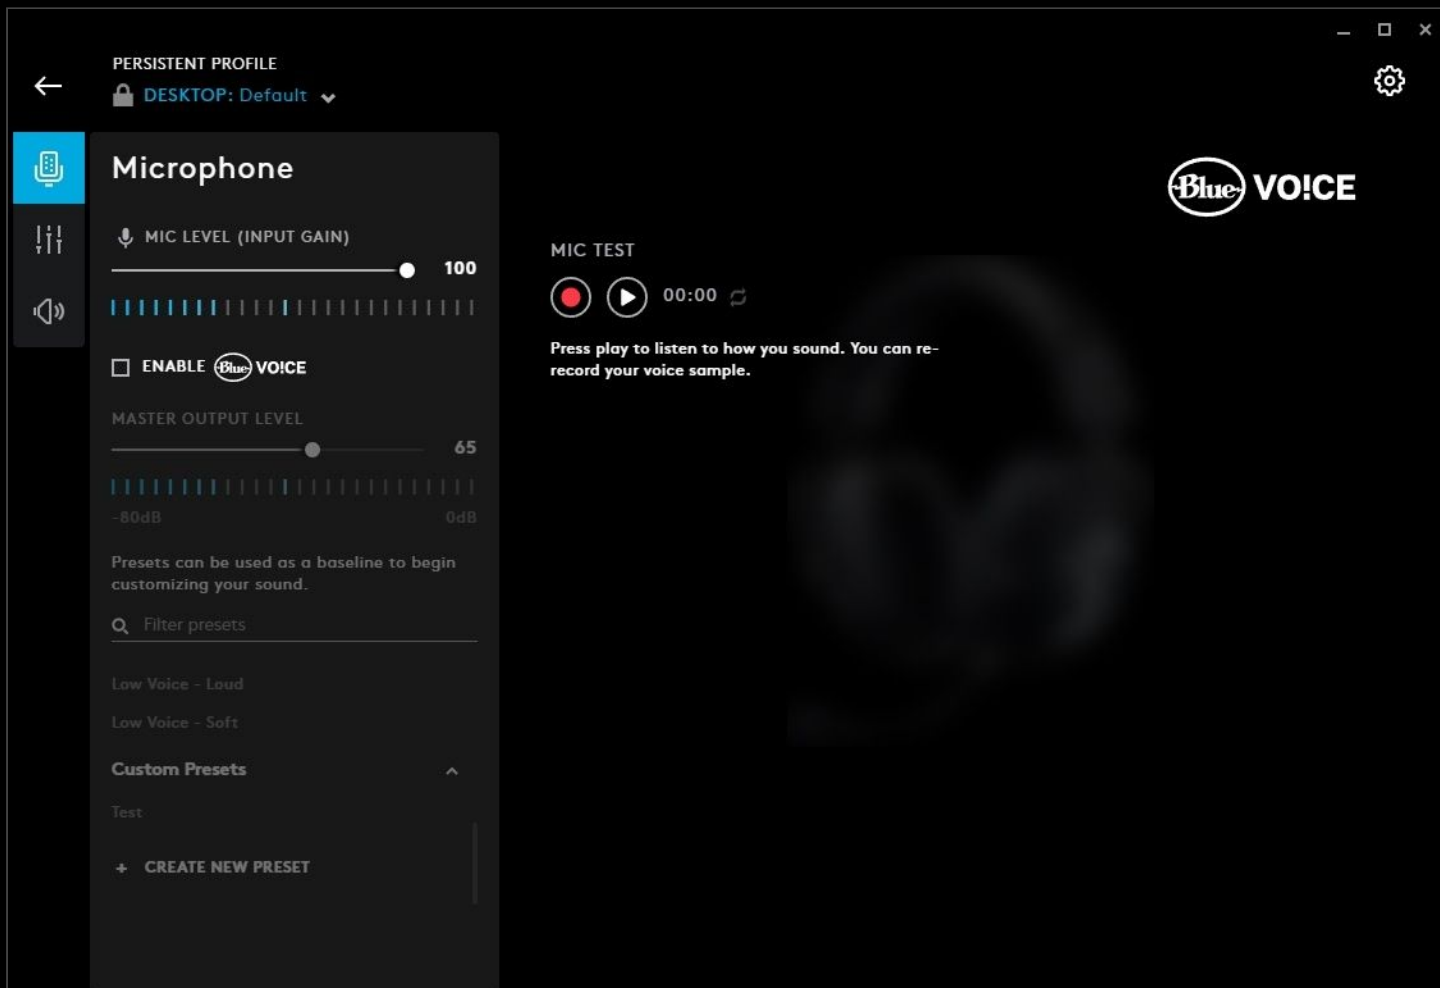 PERSISTENT PROFILE
DESKTOP: Default
Microphone
MIC LEVEL (INPUT GAIN)
100
ENABLE Blue VO!CE
MASTER OUTPUT LEVEL
65
-80dB 0dB
Presets can be used as a baseline to begin
customizing your sound.
Filter presets
Low Voice - Loud
Low Voice - Soft
Custom Presets
Test
+ CREATE NEW PRESET
Blue VO!CE
MIC TEST
00:00
Press play to listen to how you sound. You can re-
record your voice sample.